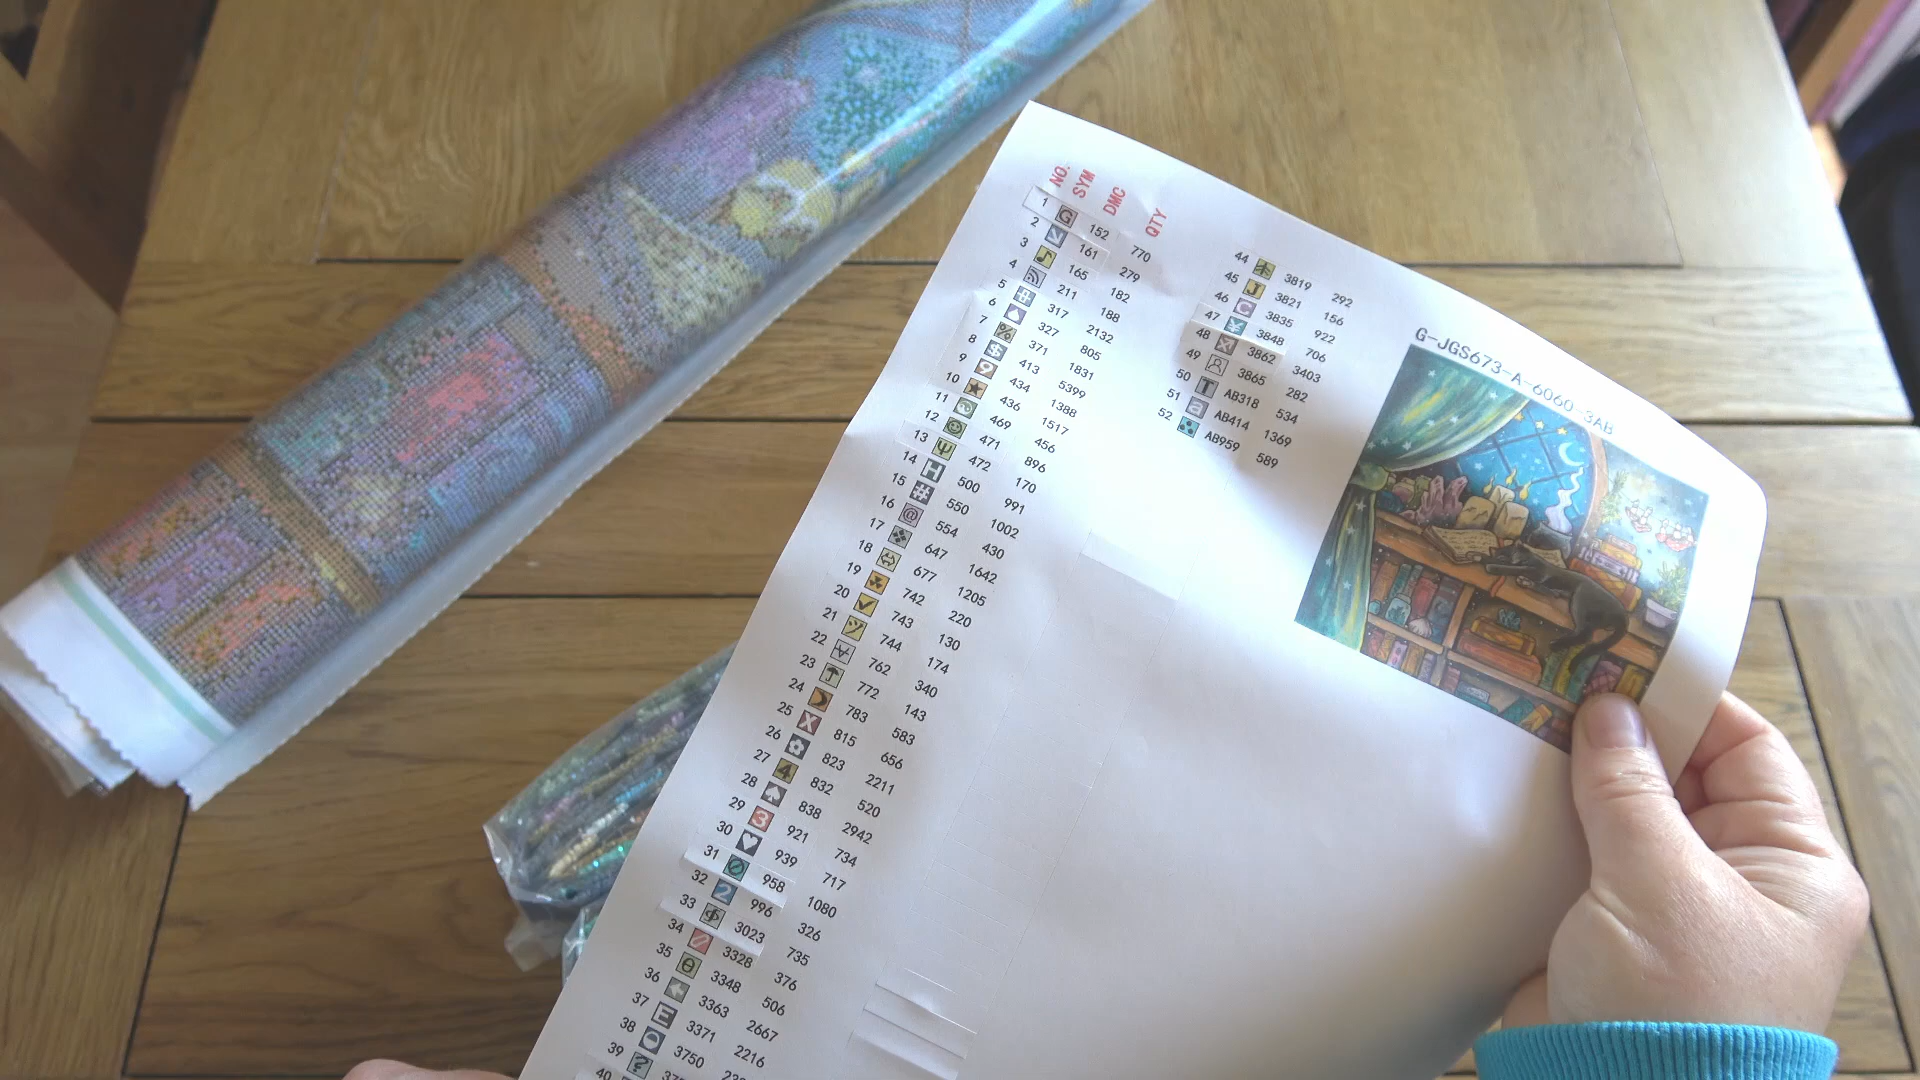 NO. SYM DMC QTY
1 G 152 770
2 161 279
3 ♪ 165 182
4 211 188
5 # 317 2132
6 327 805
7 % 371 1831
8 $ 413 5399
9 9 434 1388
10 ★ 436 1517
11 469 456
12 ☺ 471 896
13 Ψ 472 170
14 H 500 991
15 # 550 1002
16 @ 554 430
17 ❖ 647 1642
18 677 1205
19 742 220
20 ✓ 743 130
21 ツ 744 174
22 762 340
23 772 143
24 783 583
25 X 815 656
26 823 2211
27 4 832 520
28 ♠ 838 2942
29 3 921 734
30 ♥ 939 717
31 958 1080
32 2 996 326
33 3023 735
34 3328 376
35 θ 3348 506
36 3363 2667
37 E 3371 2216
38 3750
39 ?
40
44 3819 292
45 J 3821 156
46 C 3835 922
47 ¥ 3848 706
48 3862 3403
49 3865 282
50 T AB318 534
51 a AB414 1369
52 AB959 589
G-JGS673-A-6060-3AB